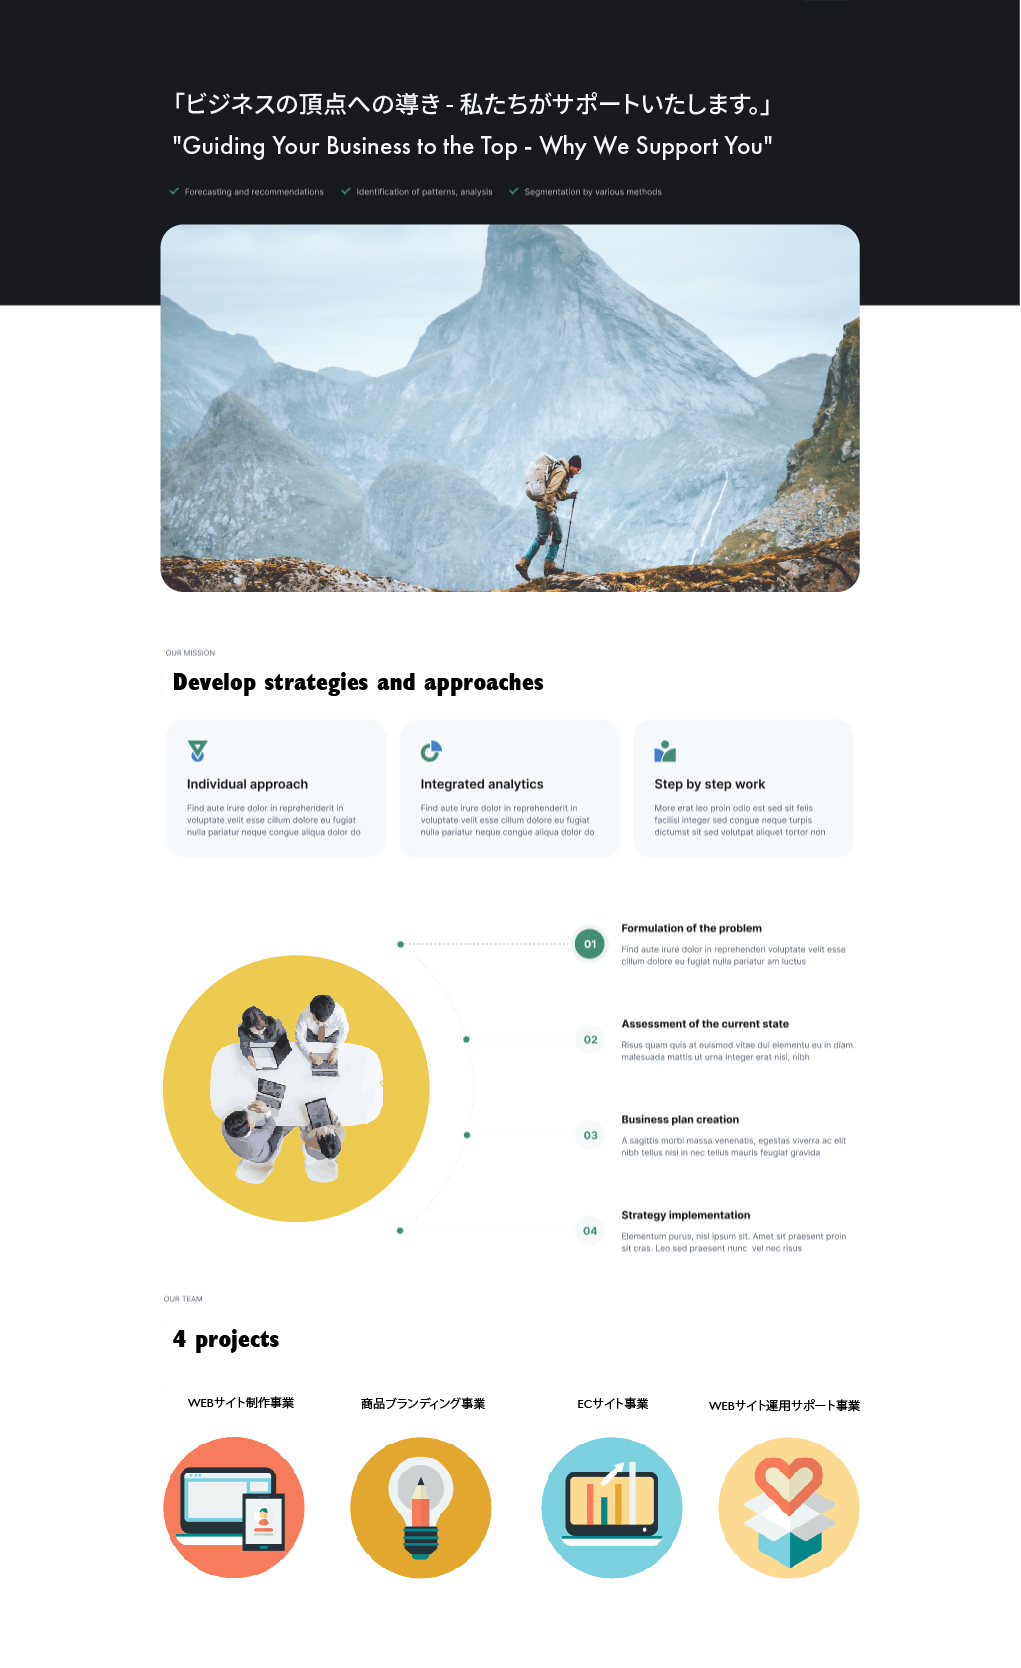 「ビジネスの頂点への導き - 私たちがサポートいたします。」
"Guiding Your Business to the Top - Why We Support You"
Forecasting and recommendations
Identification of patterns, analysis
Segmentation by various methods
OUR MISSION
Develop strategies and approaches
Individual approach
Find aute irure dolor in reprehenderit in
voluptate velit esse cillum dolore eu fugiat
nulla pariatur neque congue aliqua dolor do
Integrated analytics
Find aute irure dolor in reprehenderit in
voluptate velit esse cillum dolore eu fugiat
nulla pariatur neque congue aliqua dolor do
Step by step work
More erat leo proin odio est sed sit felis
facilisi integer sed congue neque turpis
dictumst sit sed volutpat aliquet tortor non
01
Formulation of the problem
Find aute irure dolor in reprehenderi voluptate velit esse
cillum dolore eu fugiat nulla pariatur am luctus
02
Assessment of the current state
Risus quam quis at euismod vitae dui elementu eu in diam
malesuada mattis ut urna integer erat nisi, nibh
03
Business plan creation
A sagittis morbi massa venenatis, egestas viverra ac elit
nibh tellus nisi in nec tellus mauris feugiat gravida
04
Strategy implementation
Elementum purus, nisl ipsum sit. Amet sit praesent proin
sit cras. Leo sed praesent nunc vel nec risus
OUR TEAM
4 projects
WEBサイト制作事業
商品ブランディング事業
ECサイト事業
WEBサイト運用サポート事業